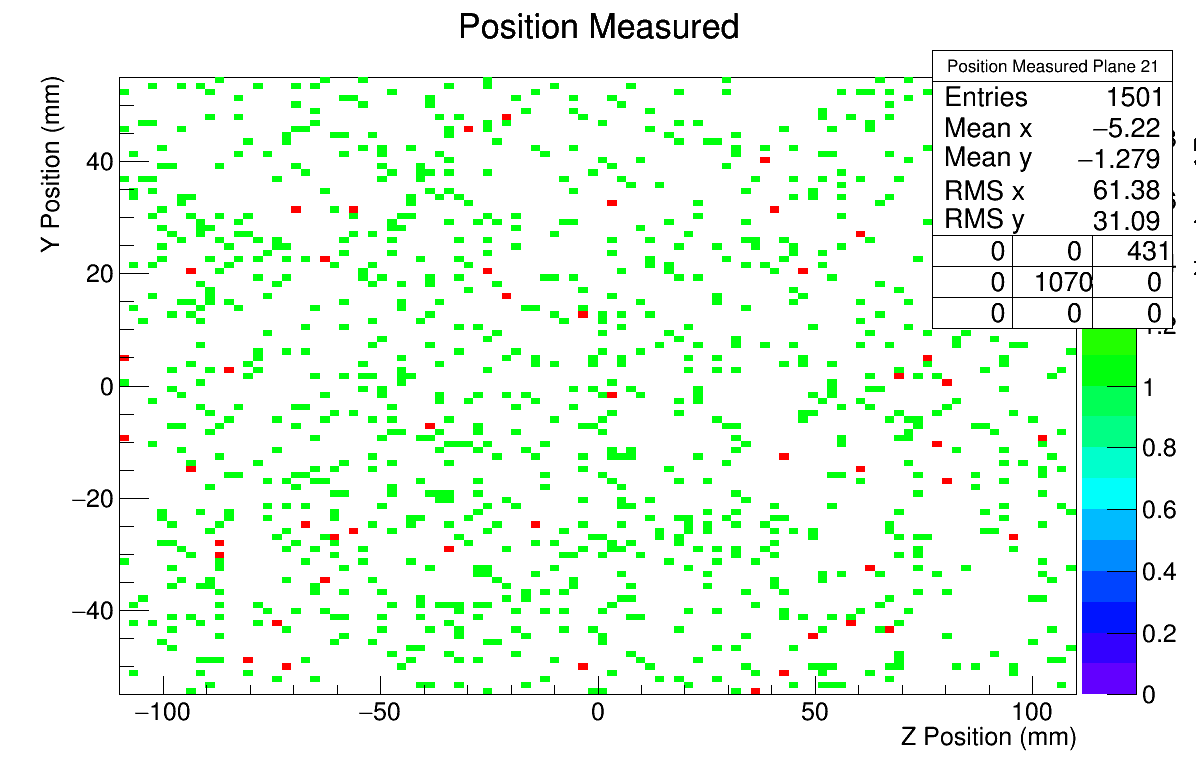 Position Measured
Y Position (mm)
Position Measured Plane 21
Entries 1501
Mean x −5.22
Mean y −1.279
RMS x 61.38
RMS y 31.09
0 0 431
0 1070 0
0 0 0
40
20
0
−20
−40
1
0.8
0.6
0.4
0.2
0
−100 −50 0 50 100
Z Position (mm)